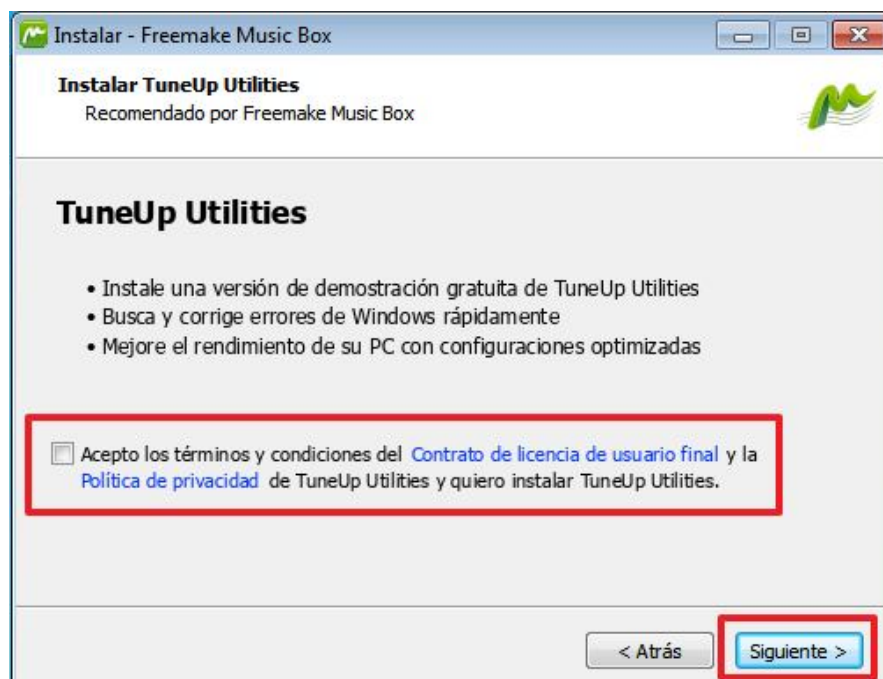 Instalar - Freemake Music Box
Instalar TuneUp Utilities
Recomendado por Freemake Music Box
TuneUp Utilities
• Instale una versión de demostración gratuita de TuneUp Utilities
• Busca y corrige errores de Windows rápidamente
• Mejore el rendimiento de su PC con configuraciones optimizadas
Acepto los términos y condiciones del Contrato de licencia de usuario final y la
Política de privacidad de TuneUp Utilities y quiero instalar TuneUp Utilities.
< Atrás
Siguiente >